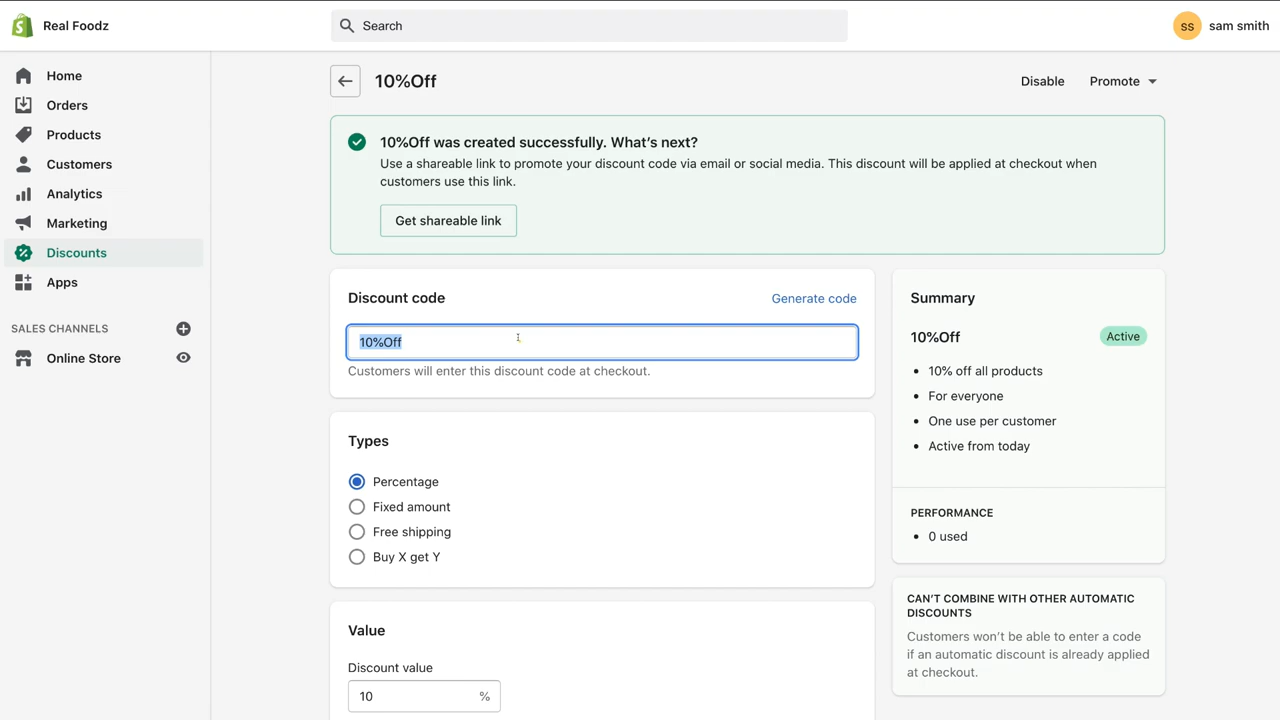 Real Foodz
Search
SS
sam smith
Home
Orders
Products
Customers
Analytics
Marketing
Discounts
Apps
SALES CHANNELS
Online Store
10%Off
Disable
Promote
10%Off was created successfully. What's next?
Use a shareable link to promote your discount code via email or social media. This discount will be applied at checkout when
customers use this link.
Get shareable link
Discount code
Generate code
10%Off
Customers will enter this discount code at checkout.
Types
Percentage
Fixed amount
Free shipping
Buy X get Y
Value
Discount value
10 %
Summary
10%Off
Active
• 10% off all products
• For everyone
• One use per customer
• Active from today
PERFORMANCE
• 0 used
CAN'T COMBINE WITH OTHER AUTOMATIC
DISCOUNTS
Customers won't be able to enter a code
if an automatic discount is already applied
at checkout.